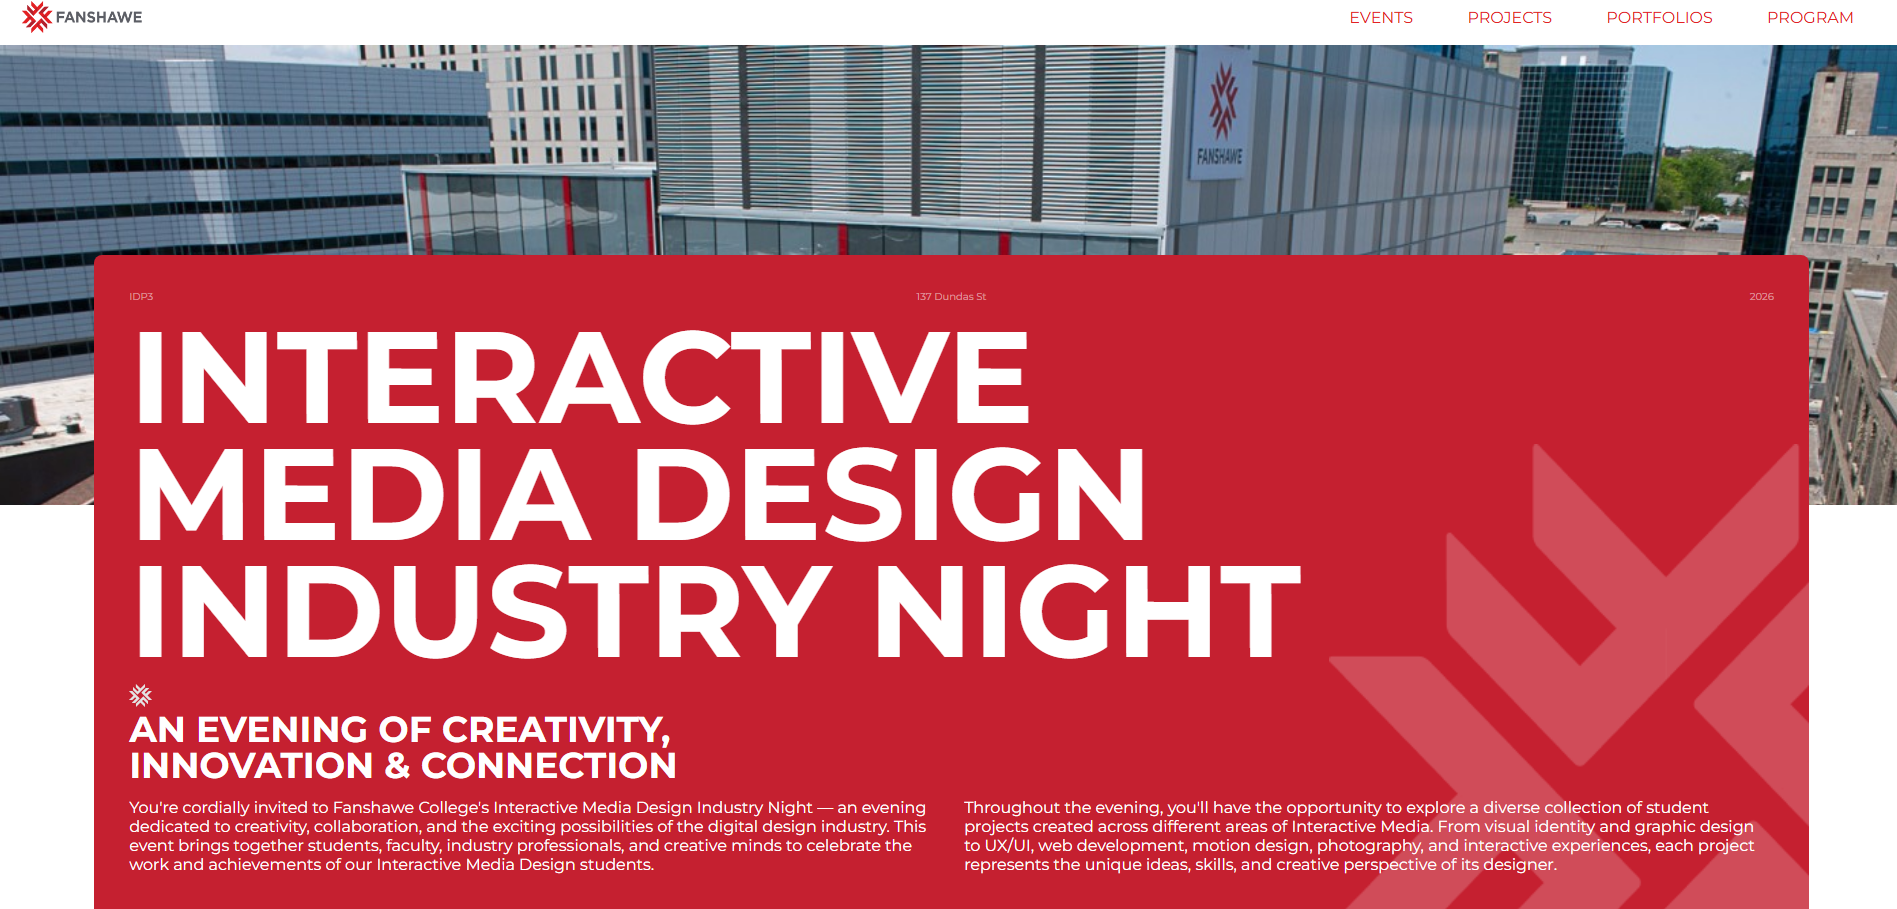 FANSHAWE
EVENTS PROJECTS PORTFOLIOS PROGRAM
FANSHAWE
IDP3 137 Dundas St 2026
INTERACTIVE
MEDIA DESIGN
INDUSTRY NIGHT
AN EVENING OF CREATIVITY,
INNOVATION & CONNECTION
You're cordially invited to Fanshawe College's Interactive Media Design Industry Night — an evening
dedicated to creativity, collaboration, and the exciting possibilities of the digital design industry. This
event brings together students, faculty, industry professionals, and creative minds to celebrate the
work and achievements of our Interactive Media Design students.
Throughout the evening, you'll have the opportunity to explore a diverse collection of student
projects created across different areas of Interactive Media. From visual identity and graphic design
to UX/UI, web development, motion design, photography, and interactive experiences, each project
represents the unique ideas, skills, and creative perspective of its designer.